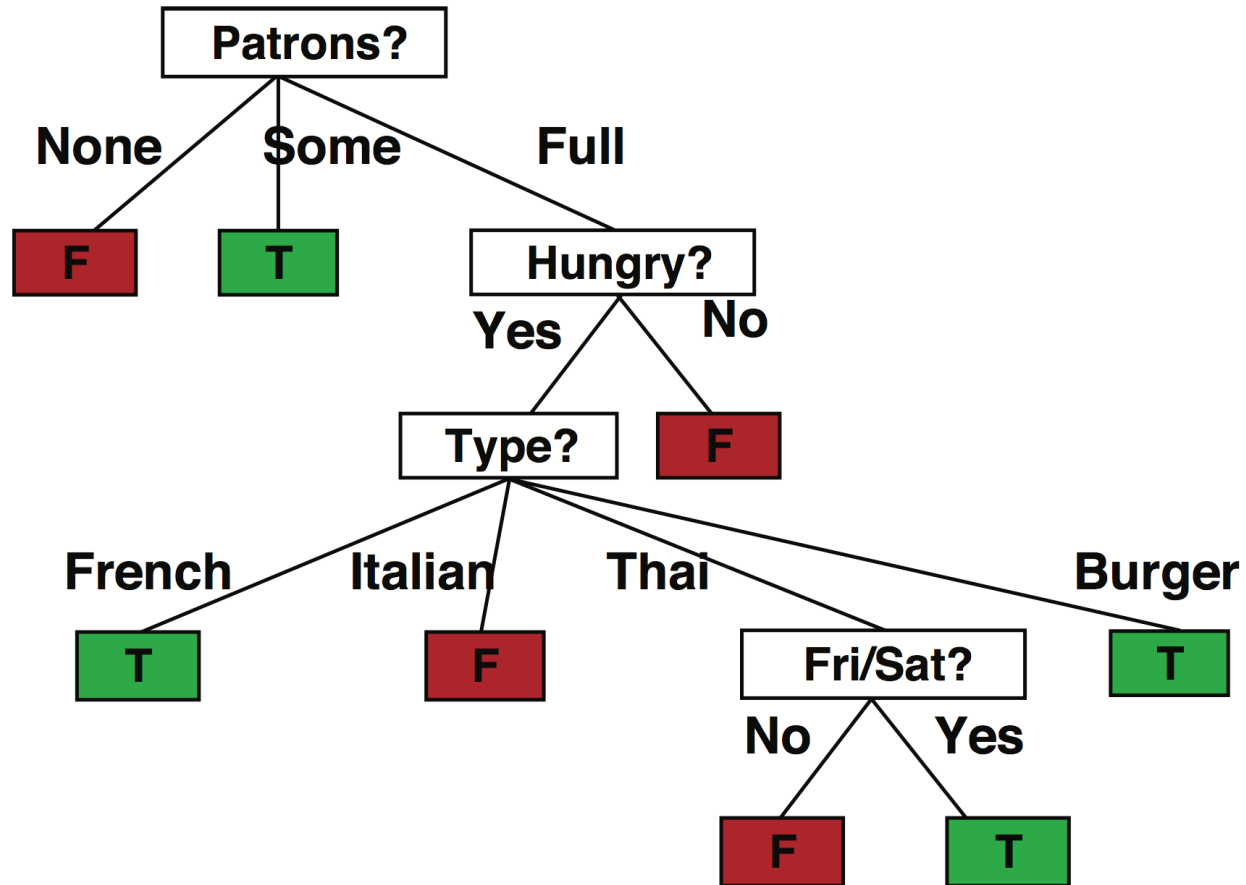 Patrons?
None Some Full
F T Hungry?
Yes No
Type? F
French Italian Thai Burger
T F Fri/Sat? T
No Yes
F T